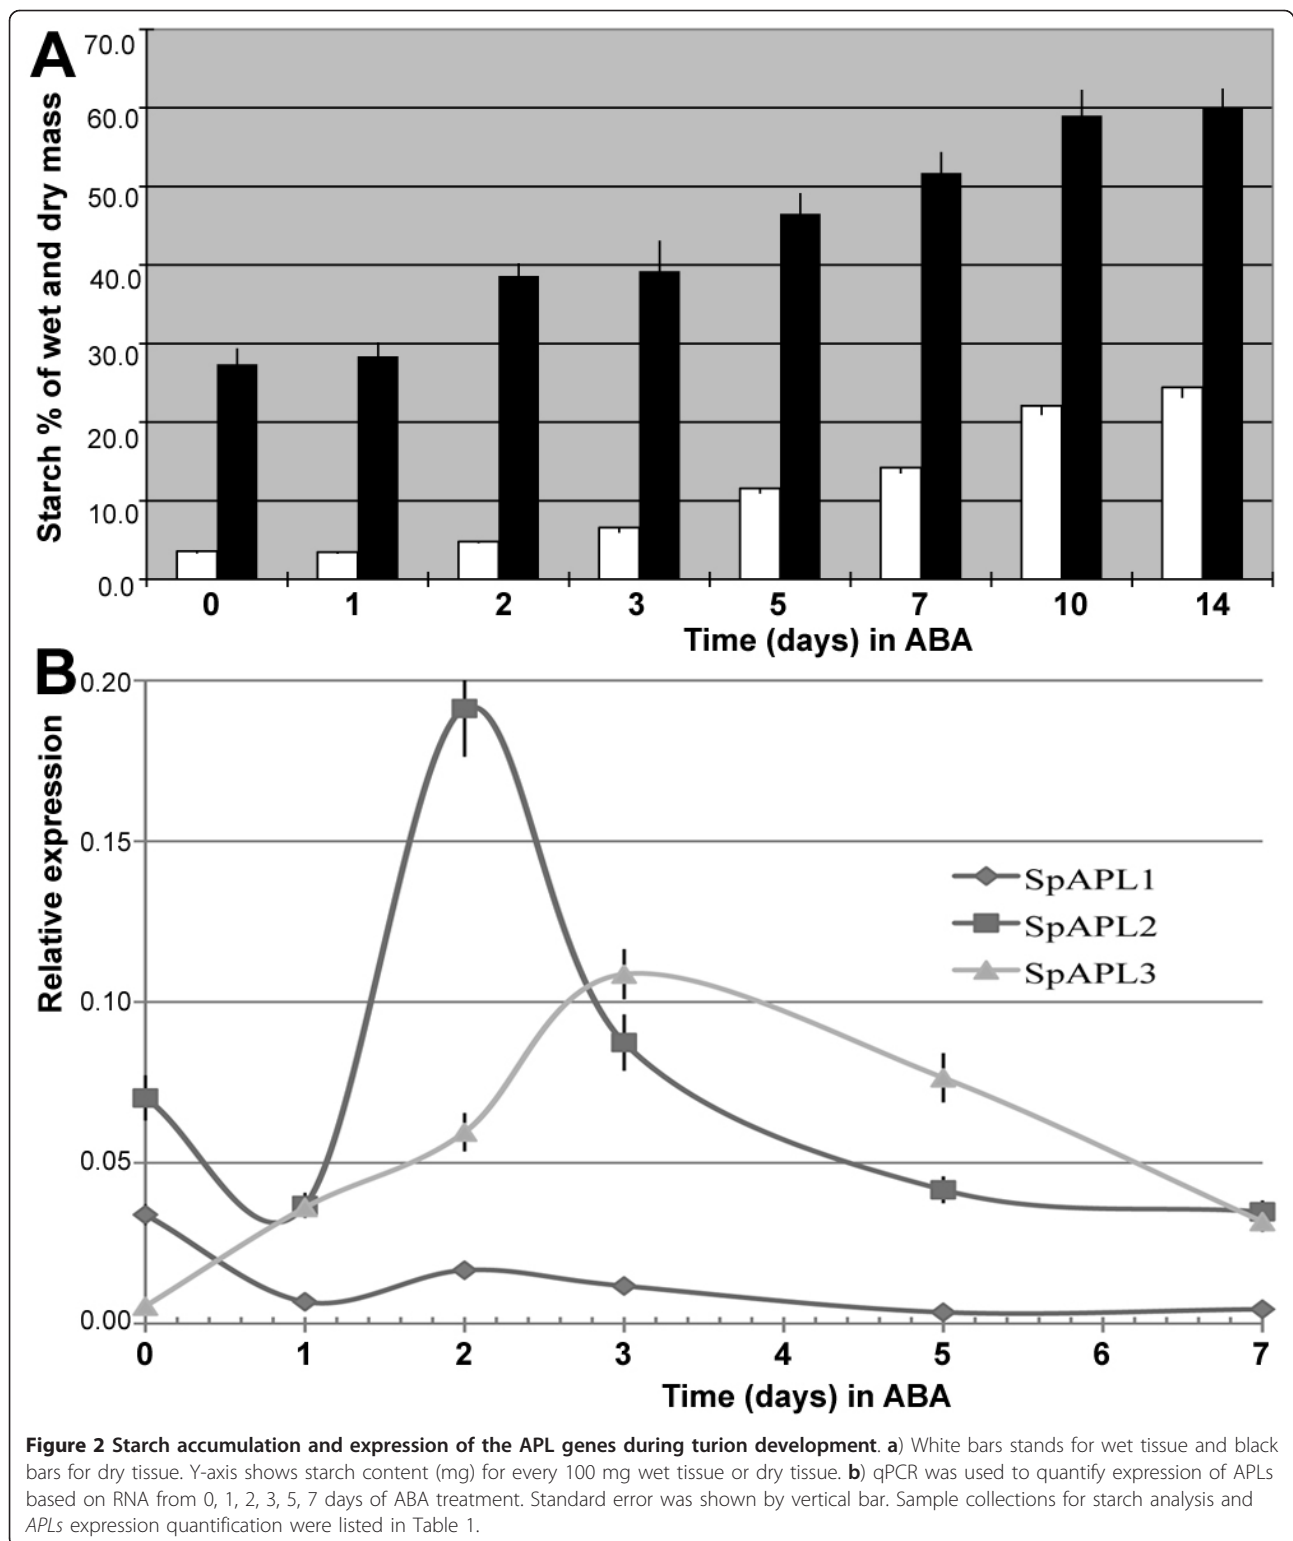 A
70.0
60.0
50.0
40.0
30.0
20.0
10.0
0.0
Starch % of wet and dry mass
0 1 2 3 5 7 10 14
Time (days) in ABA
B
0.20
0.15
0.10
0.05
0.00
Relative expression
SpAPL1
SpAPL2
SpAPL3
0 1 2 3 4 5 6 7
Time (days) in ABA
Figure 2 Starch accumulation and expression of the APL genes during turion development. a) White bars stands for wet tissue and black
bars for dry tissue. Y-axis shows starch content (mg) for every 100 mg wet tissue or dry tissue. b) qPCR was used to quantify expression of APLs
based on RNA from 0, 1, 2, 3, 5, 7 days of ABA treatment. Standard error was shown by vertical bar. Sample collections for starch analysis and
APLs expression quantification were listed in Table 1.